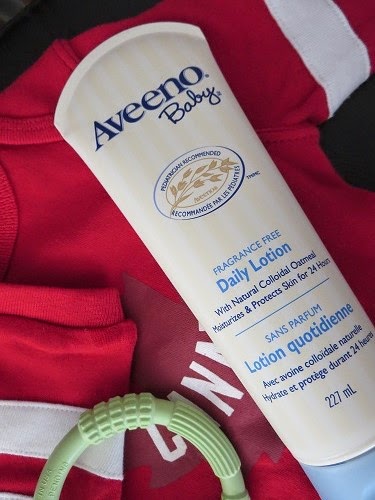 Aveeno
Baby
PEDIATRICIAN RECOMMENDED
AVEENO
RECOMMANDÉE PAR LES PÉDIATRES
FRAGRANCE FREE
Daily Lotion
With Natural Colloidal Oatmeal
Moisturizes & Protects Skin for 24 Hours
SANS PARFUM
Lotion quotidienne
Avec avoine colloïdale naturelle
Hydrate et protège durant 24 heures
227 mL
CAN